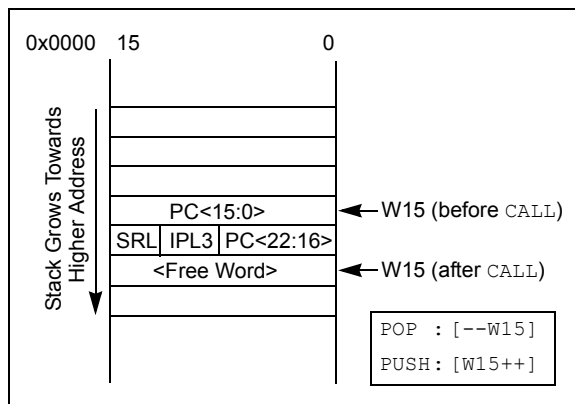 0x0000 15 0
Stack Grows Towards
Higher Address
PC<15:0>
W15 (before CALL)
SRL IPL3 PC<22:16>
<Free Word>
W15 (after CALL)
POP : [--W15]
PUSH: [W15++]